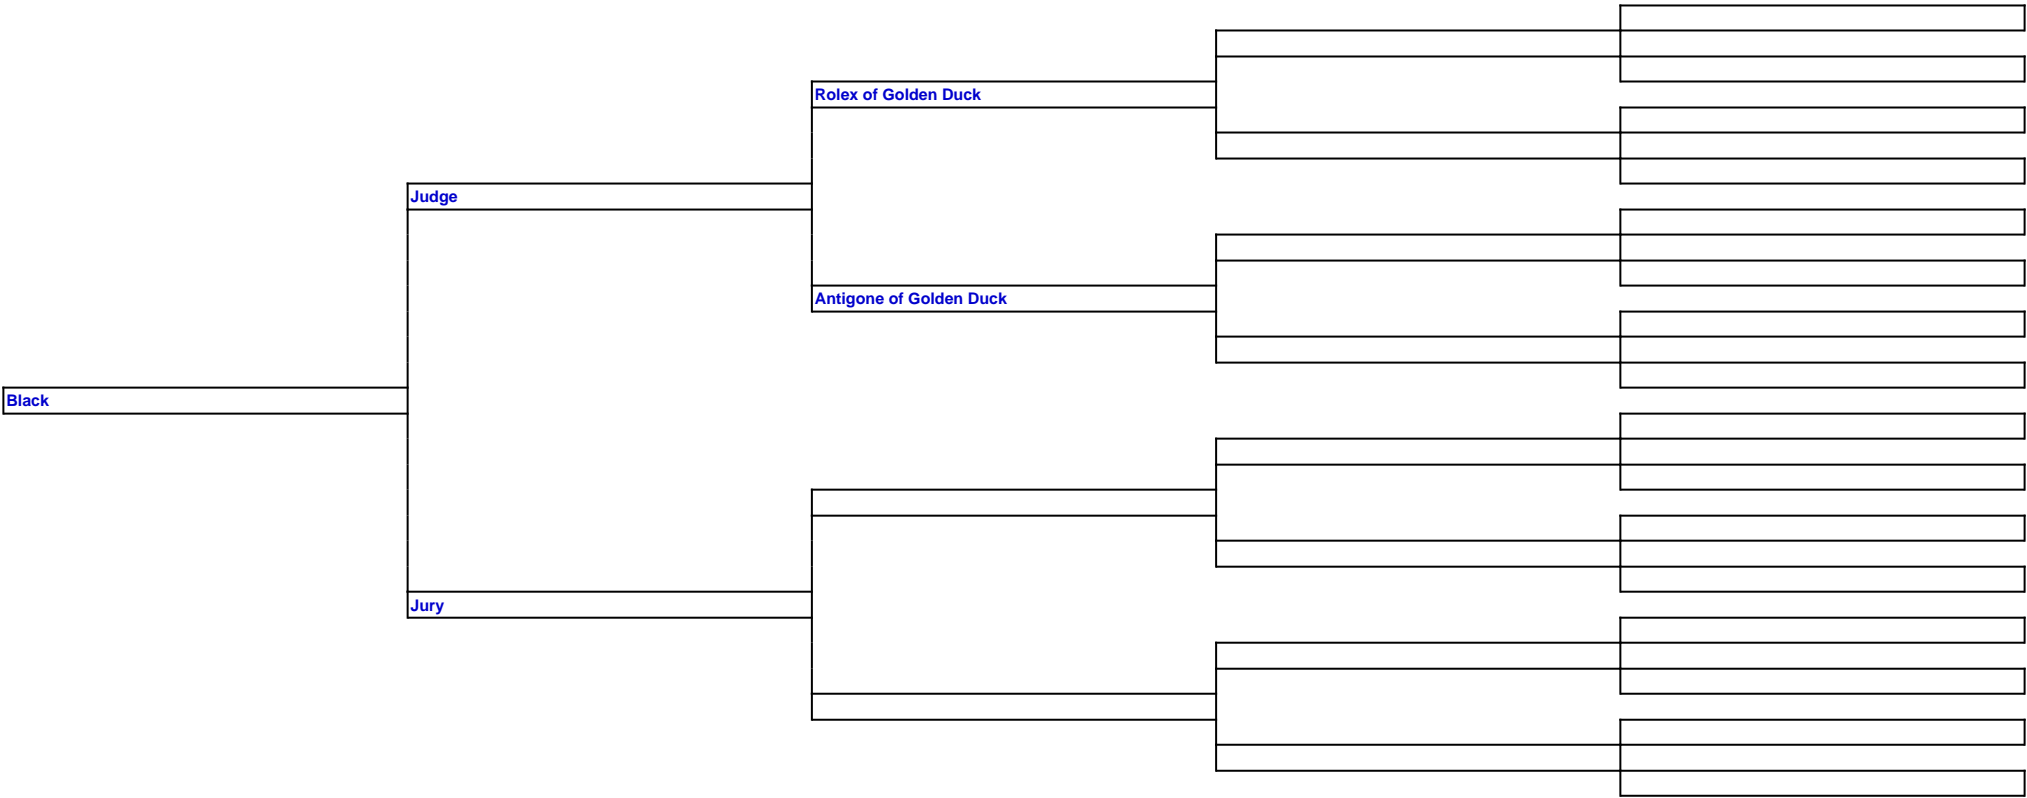 Rolex of Golden Duck
Judge
Antigone of Golden Duck
Black
Jury